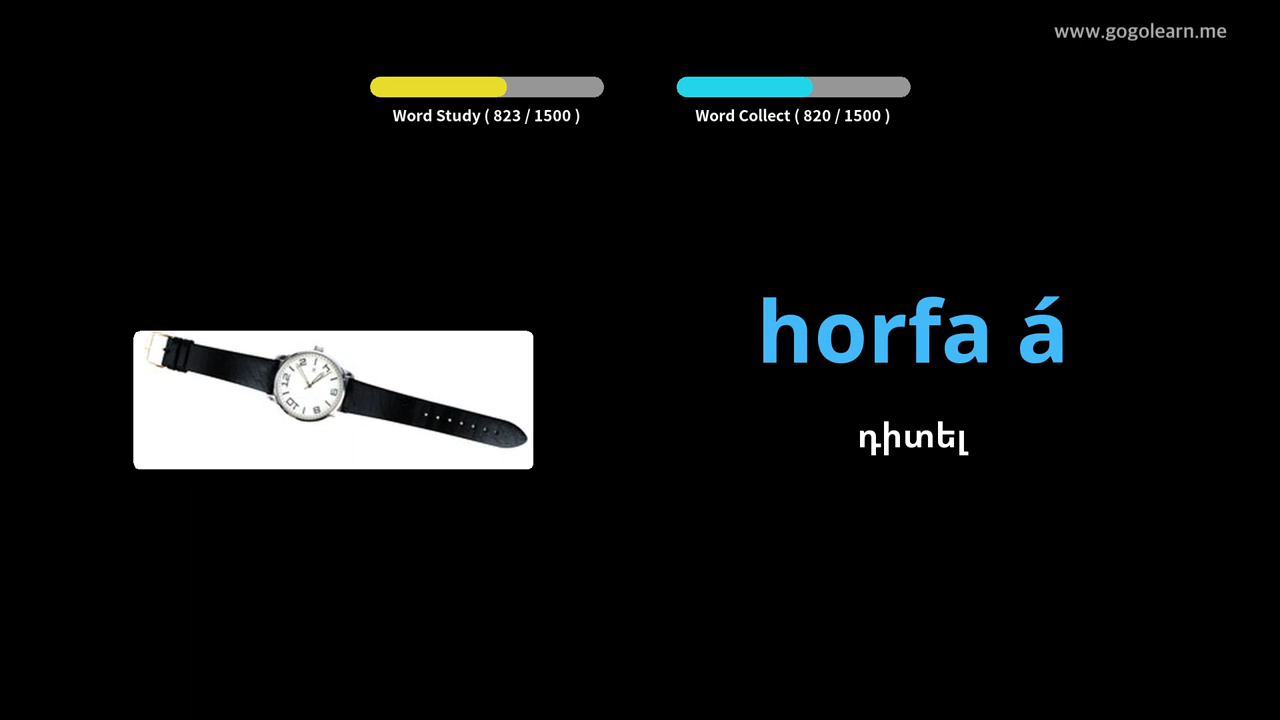 www.gogolearn.me
Word Study ( 823 / 1500 )
Word Collect ( 820 / 1500 )
horfa á
դիտել